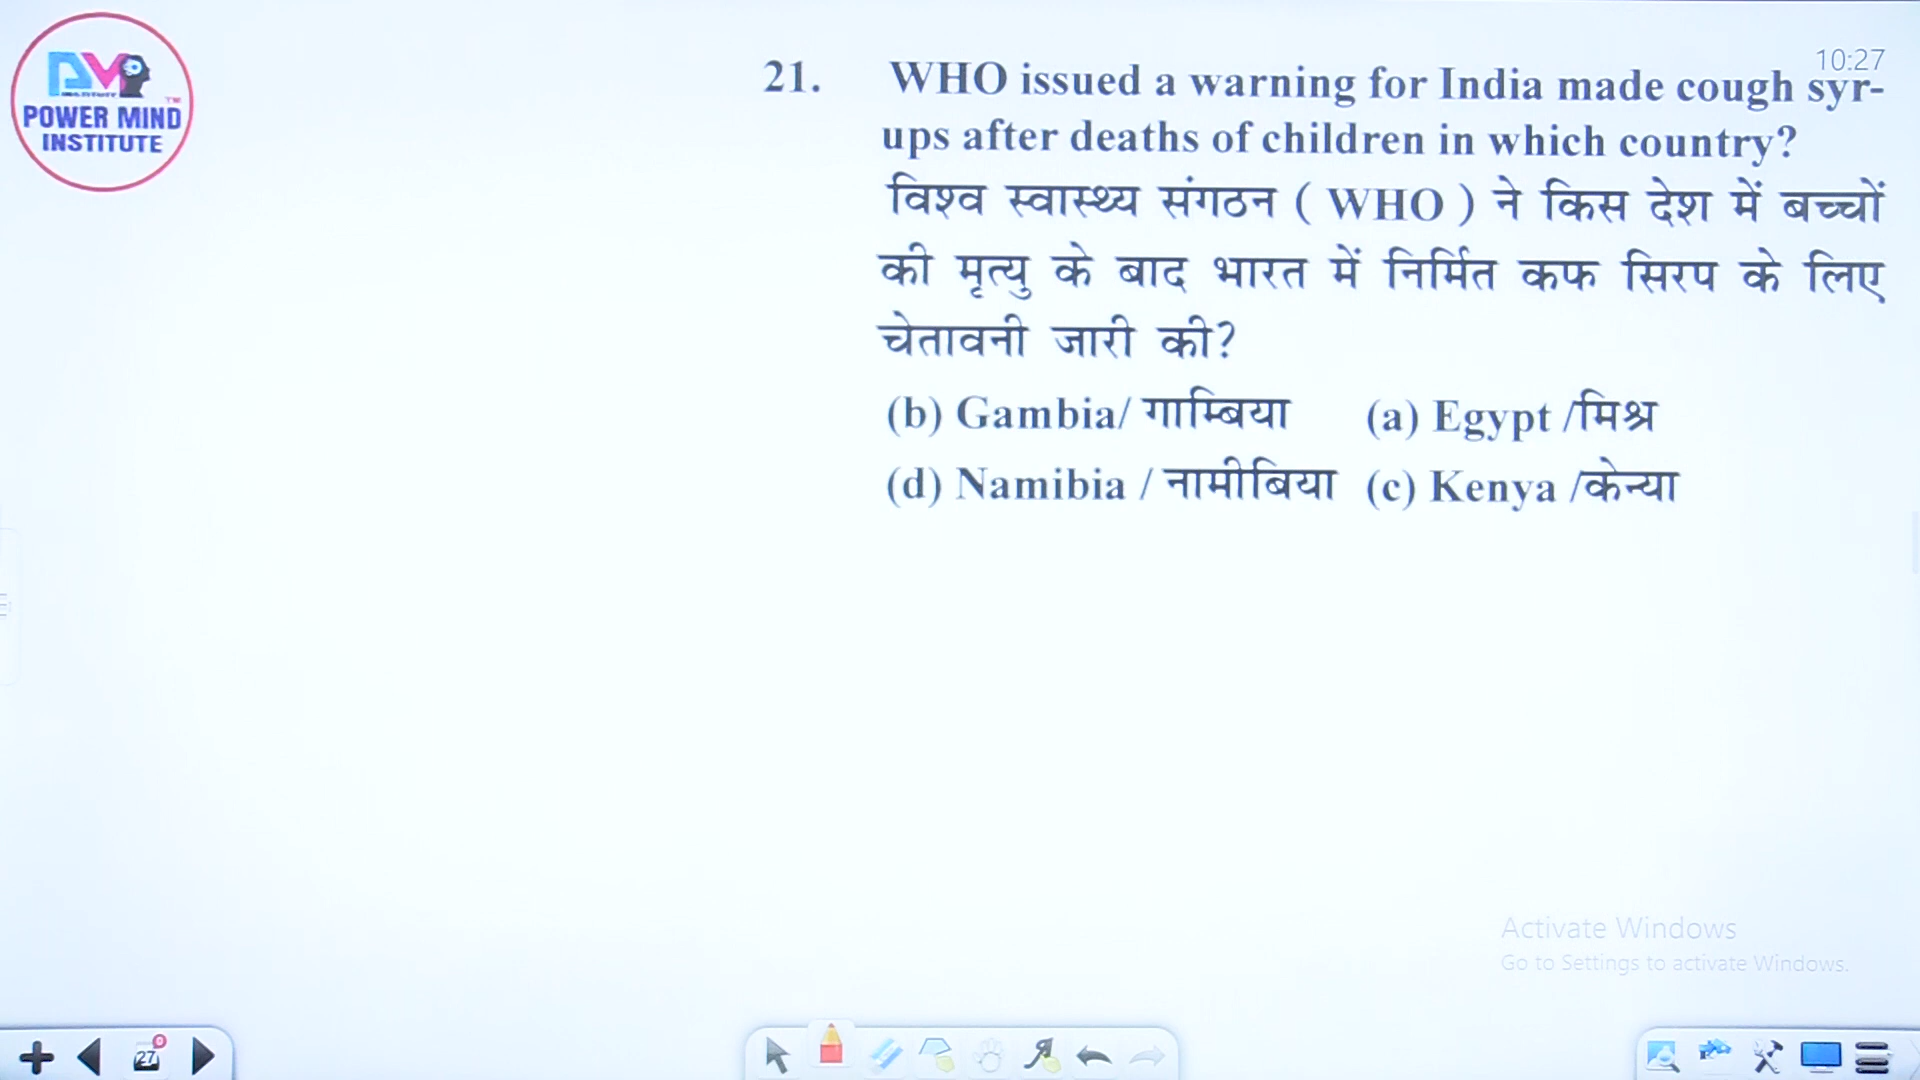 POWER MIND
INSTITUTE
10:27
21. WHO issued a warning for India made cough syr-
ups after deaths of children in which country?
विश्व स्वास्थ्य संगठन ( WHO ) ने किस देश में बच्चों
की मृत्यु के बाद भारत में निर्मित कफ सिरप के लिए
चेतावनी जारी की?
(b) Gambia/ गाम्बिया (a) Egypt /मिश्र
(d) Namibia / नामीबिया (c) Kenya /केन्या
Activate Windows
Go to Settings to activate Windows.
27
0